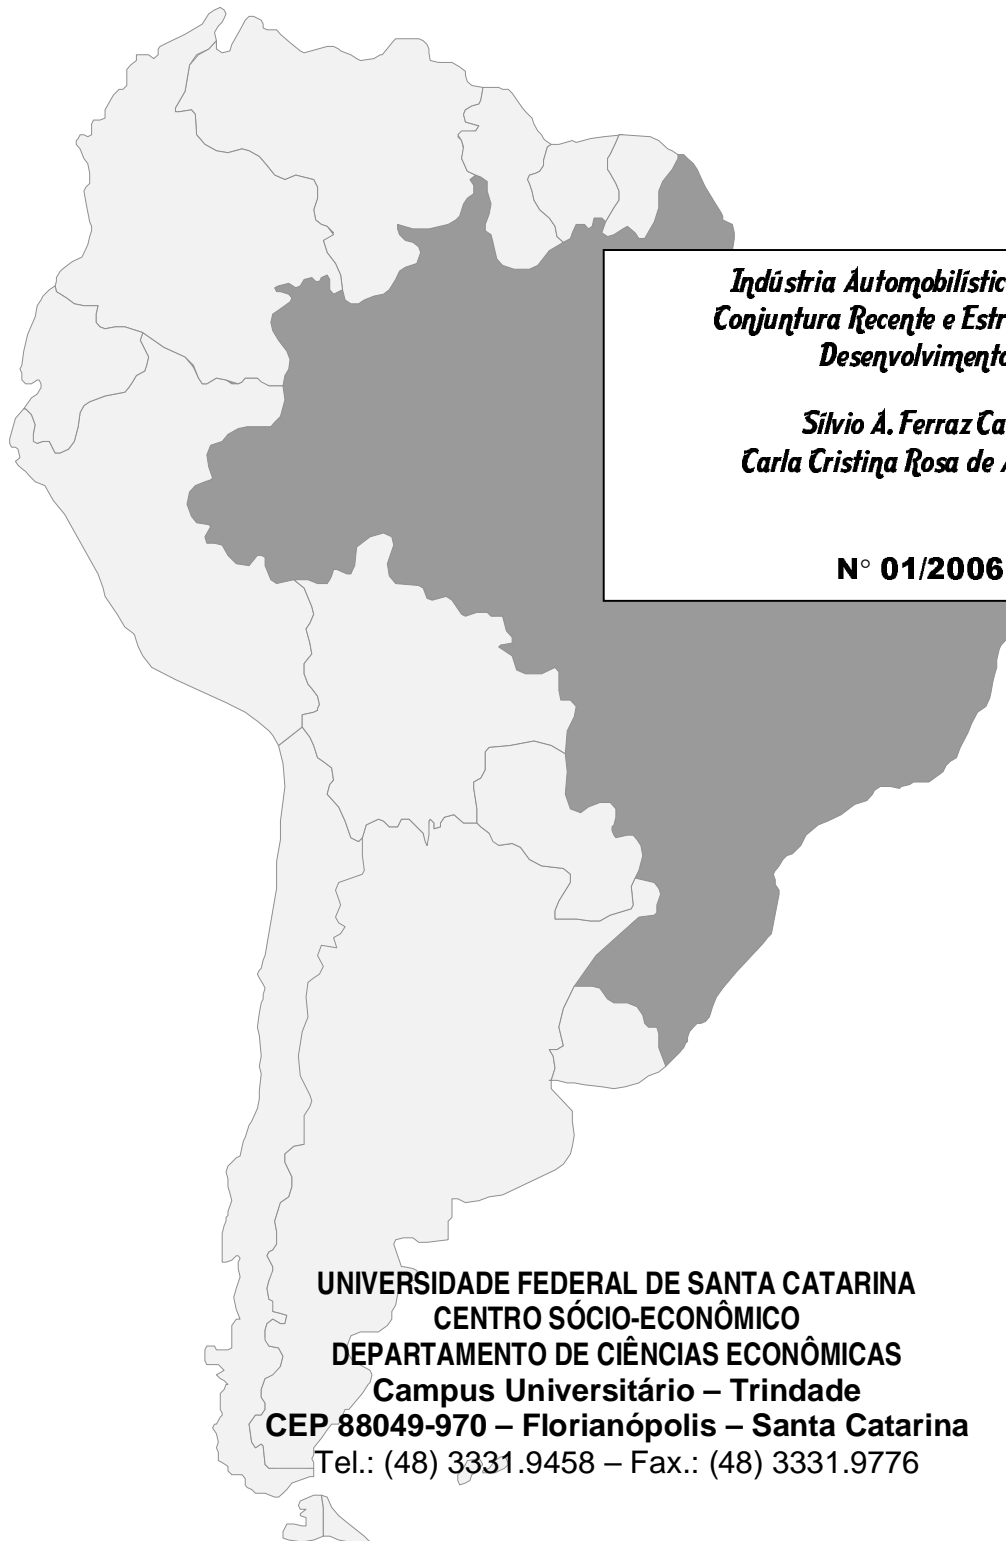 Indústria Automobilístic
Conjuntura Recente e Estr
Desenvolvimento
Sílvio A. Ferraz Ca
Carla Cristina Rosa de A
N° 01/2006
UNIVERSIDADE FEDERAL DE SANTA CATARINA
CENTRO SÓCIO-ECONÔMICO
DEPARTAMENTO DE CIÊNCIAS ECONÔMICAS
Campus Universitário – Trindade
CEP 88049-970 – Florianópolis – Santa Catarina
Tel.: (48) 3331.9458 – Fax.: (48) 3331.9776